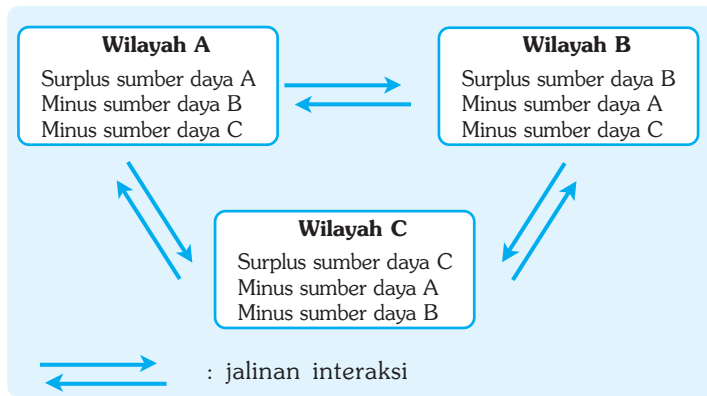 Wilayah A
Surplus sumber daya A
Minus sumber daya B
Minus sumber daya C
Wilayah B
Surplus sumber daya B
Minus sumber daya A
Minus sumber daya C
Wilayah C
Surplus sumber daya C
Minus sumber daya A
Minus sumber daya B
: jalinan interaksi